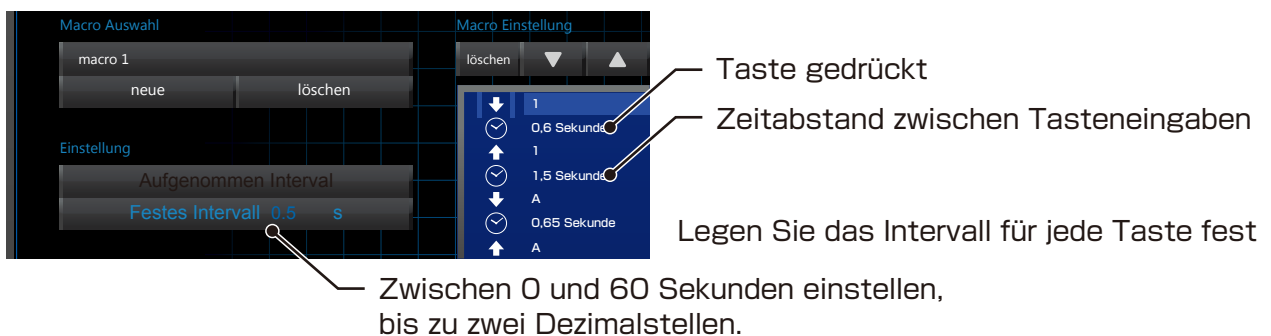 Macro Auswahl
macro 1
neue löschen
Einstellung
Aufgenommen Interval
Festes Intervall 0.5 s
Macro Einstellung
löschen
1
0,6 Sekunde
1
1,5 Sekunde
A
0,65 Sekunde
A
Taste gedrückt
Zeitabstand zwischen Tasteneingaben
Legen Sie das Intervall für jede Taste fest
Zwischen 0 und 60 Sekunden einstellen,
bis zu zwei Dezimalstellen.